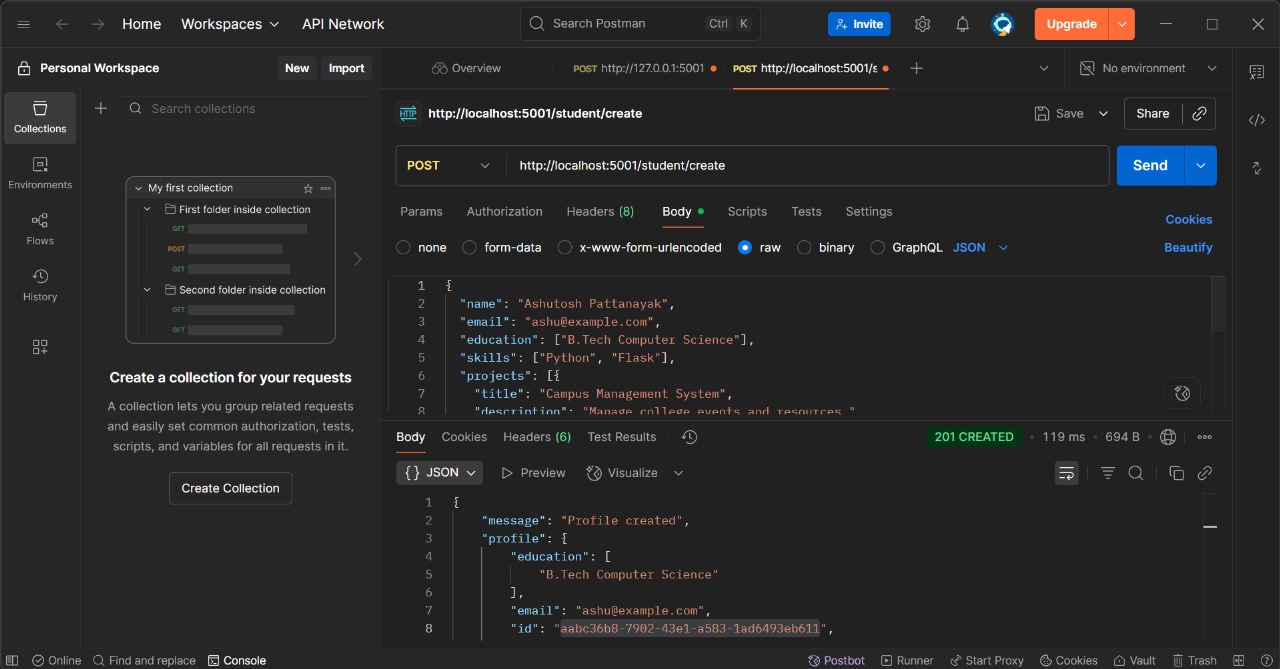 Home Workspaces API Network Search Postman Ctrl K Invite Upgrade
Personal Workspace New Import Overview POST http://127.0.0.1:5001 POST http://localhost:5001/s No environment
Collections
Environments
Flows
History
Search collections
My first collection
First folder inside collection
GET
POST
GET
Second folder inside collection
GET
GET
Create a collection for your requests
A collection lets you group related requests
and easily set common authorization, tests,
scripts, and variables for all requests in it.
Create Collection
HTTP http://localhost:5001/student/create Save Share
POST http://localhost:5001/student/create Send
Params Authorization Headers (8) Body Scripts Tests Settings Cookies
none form-data x-www-form-urlencoded raw binary GraphQL JSON Beautify
1 {
2 "name": "Ashutosh Pattanayak",
3 "email": "ashu@example.com",
4 "education": ["B.Tech Computer Science"],
5 "skills": ["Python", "Flask"],
6 "projects": [{
7 "title": "Campus Management System",
8 "description": "Manage college events and resources."
Body Cookies Headers (6) Test Results 201 CREATED • 119 ms • 694 B
{} JSON Preview Visualize
1 {
2 "message": "Profile created",
3 "profile": {
4 "education": [
5 "B.Tech Computer Science"
6 ],
7 "email": "ashu@example.com",
8 "id": "aabc36b8-7902-43e1-a583-1ad6493eb611",
Online Find and replace Console Postbot Runner Start Proxy Cookies Vault Trash